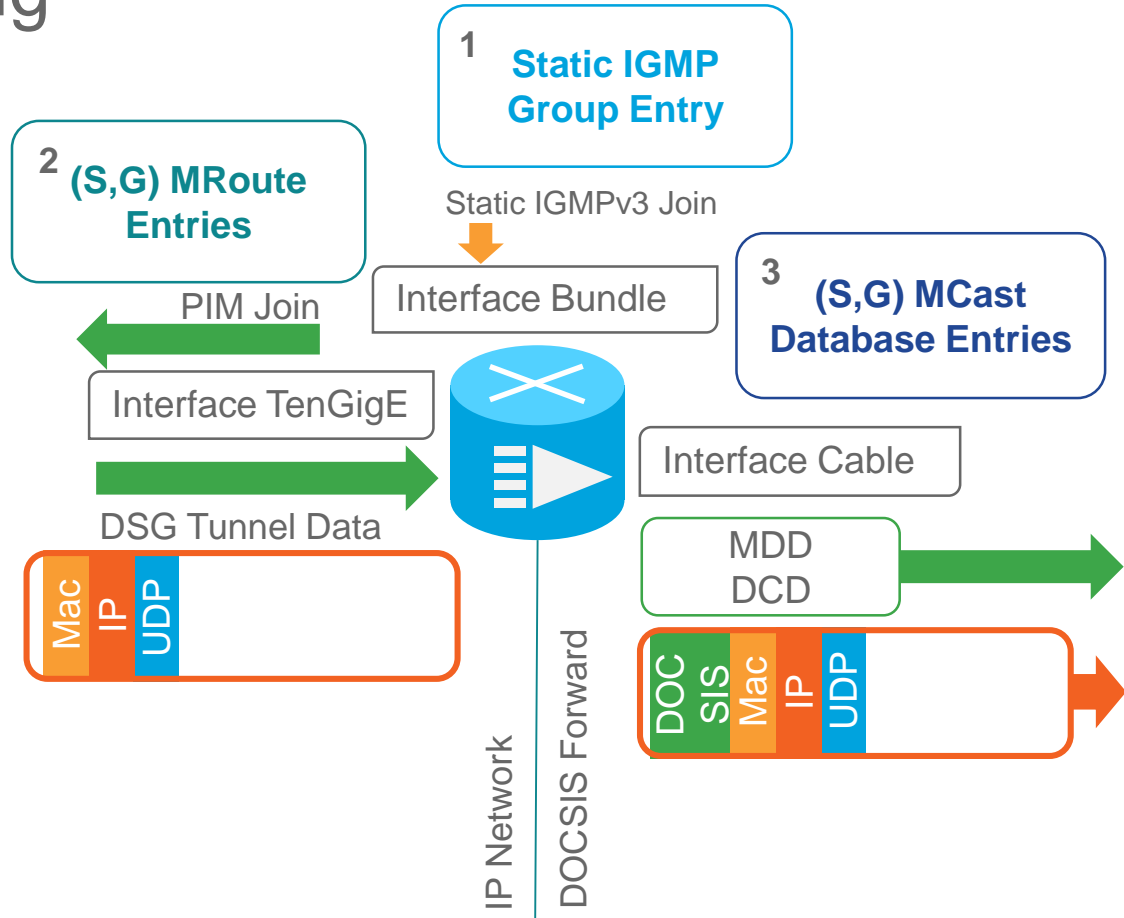 1
Static IGMP
Group Entry
2
(S,G) MRoute
Entries
Static IGMPv3 Join
3
(S,G) MCast
Database Entries
Interface Bundle
PIM Join
Interface TenGigE
Interface Cable
DSG Tunnel Data
MDD
DCD
Mac
IP
UDP
DOC
SIS
Mac
IP
UDP
IP Network
DOCSIS Forward